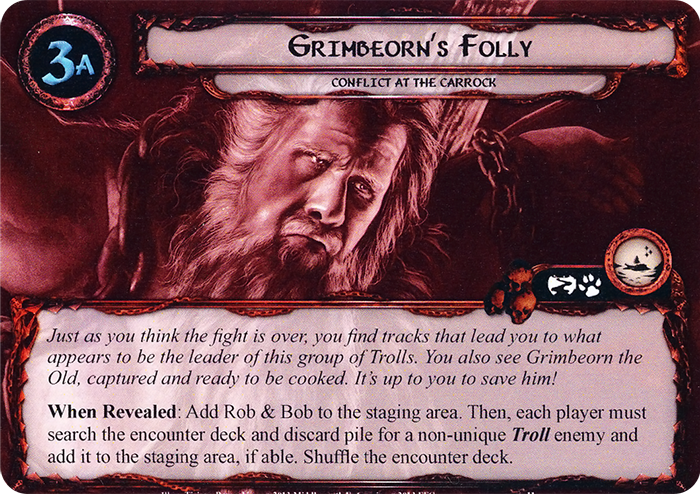 3A
GRIMBEORN'S FOLLY
CONFLICT AT THE CARROCK
Just as you think the fight is over, you find tracks that lead you to what
appears to be the leader of this group of Trolls. You also see Grimbeorn the
Old, captured and ready to be cooked. It's up to you to save him!
When Revealed: Add Rob & Bob to the staging area. Then, each player must
search the encounter deck and discard pile for a non-unique Troll enemy and
add it to the staging area, if able. Shuffle the encounter deck.